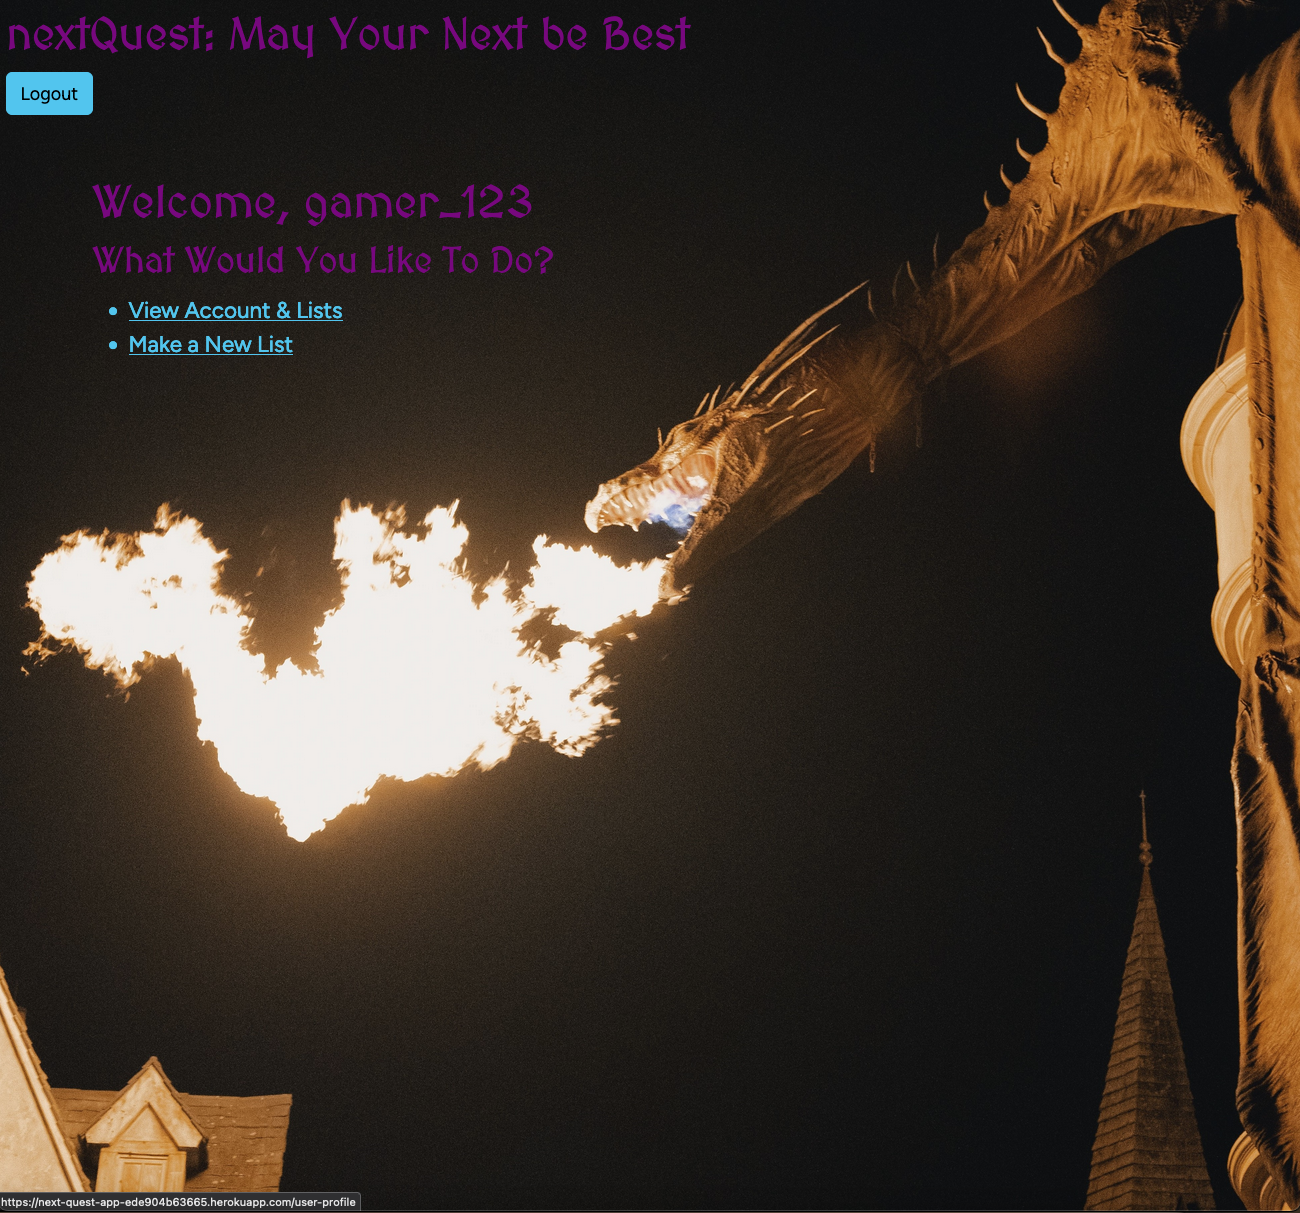 nextQuest: May Your Next be Best
Logout
Welcome, gamer_123
What Would You Like To Do?
View Account & Lists
Make a New List
https://next-quest-app-ede904b63665.herokuapp.com/user-profile